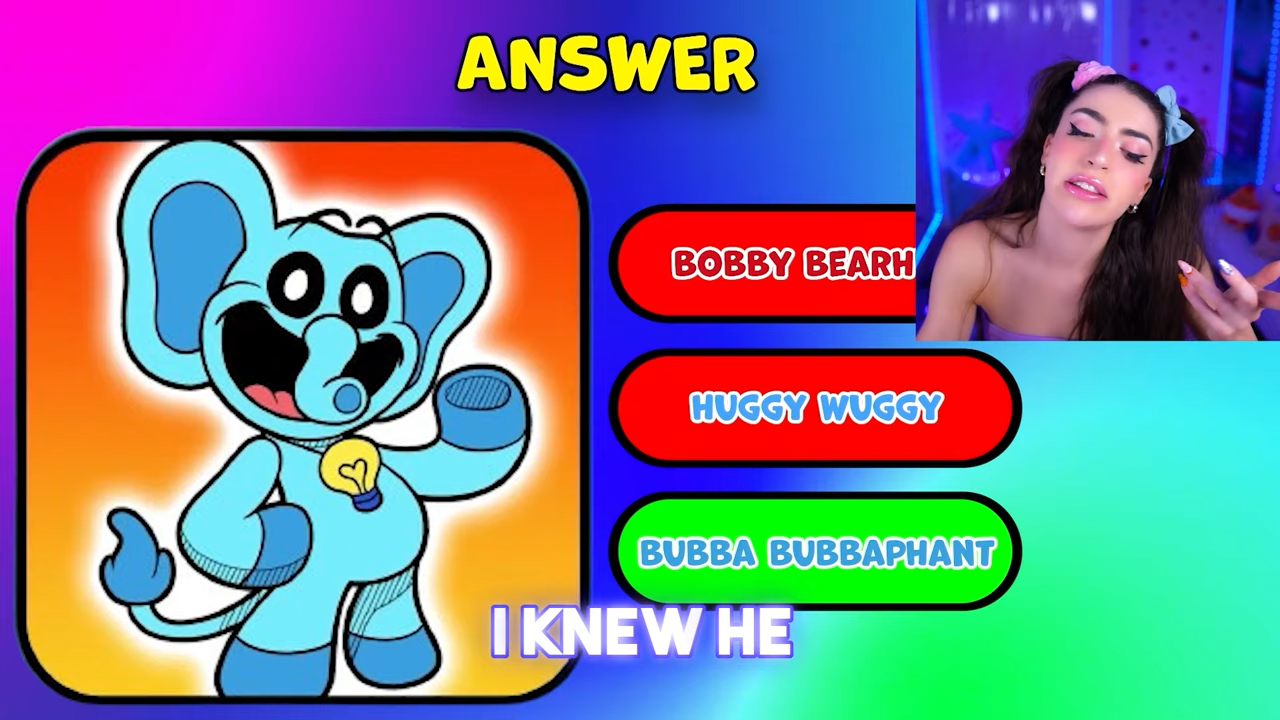 ANSWER
BOBBY BEARH
HUGGY WUGGY
BUBBA BUBBAPHANT
I KNEW HE